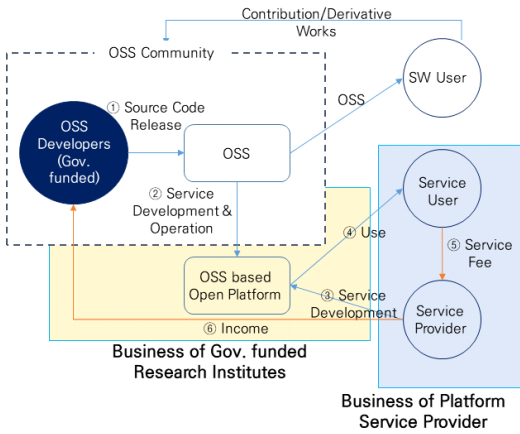 Contribution/Derivative
Works
OSS Community
SW User
OSS
① Source Code
Release
OSS
Developers
(Gov.
funded)
OSS
② Service
Development &
Operation
Service
User
④ Use
⑤ Service
Fee
OSS based
Open Platform
③ Service
Development
Service
Provider
⑥ Income
Business of Gov. funded
Research Institutes
Business of Platform
Service Provider